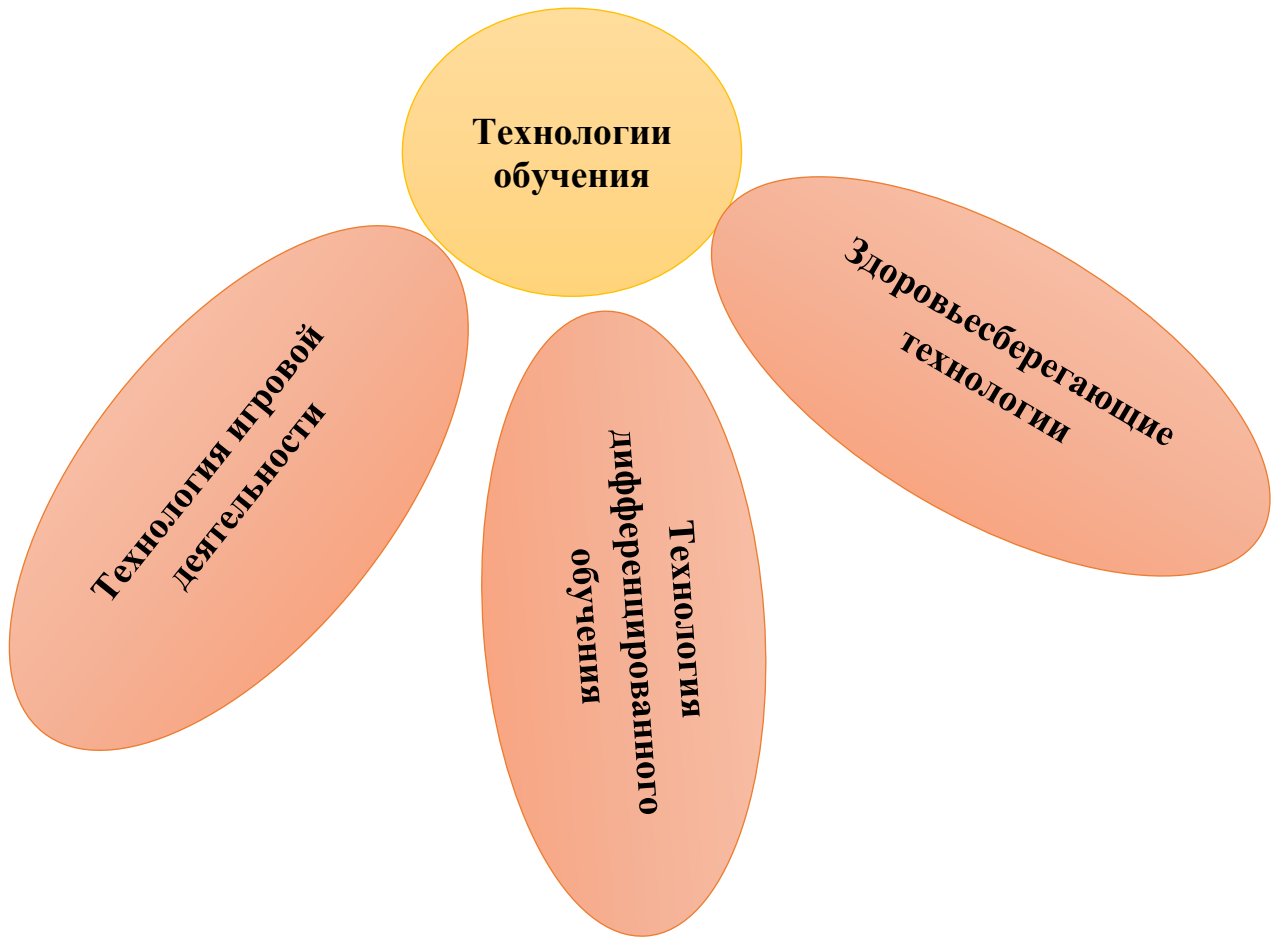 Технологии
обучения
Технология игровой
деятельности
Технология
дифференцированного
обучения
Здоровьесберегающие
технологии